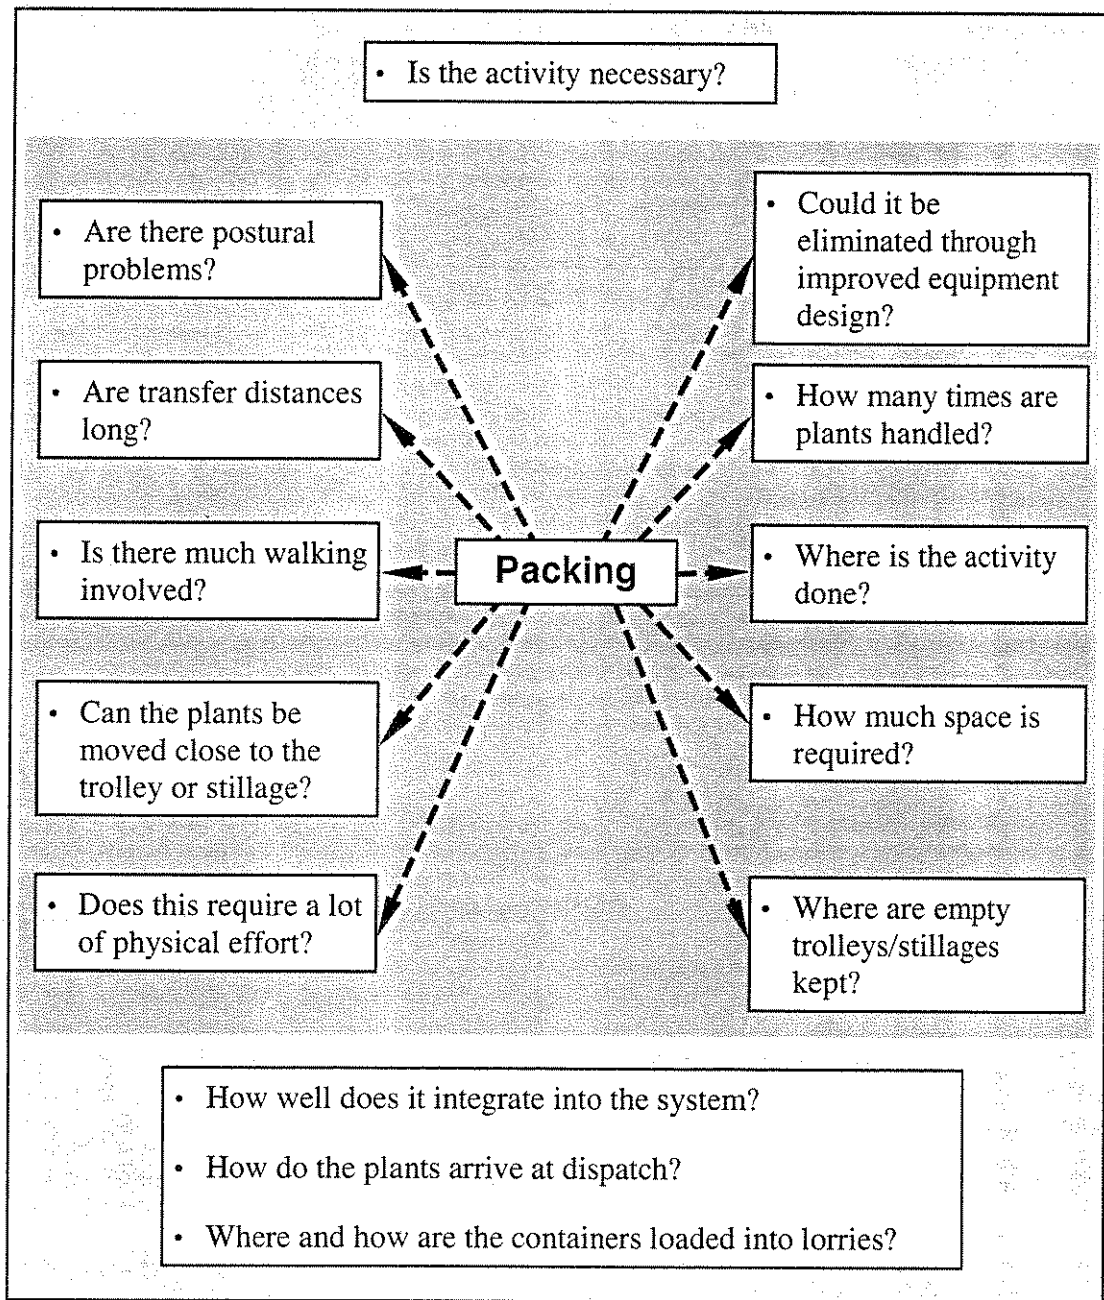 • Is the activity necessary?
• Are there postural
problems?
• Could it be
eliminated through
improved equipment
design?
• Are transfer distances
long?
• How many times are
plants handled?
• Is there much walking
involved?
Packing
• Where is the activity
done?
• Can the plants be
moved close to the
trolley or stillage?
• How much space is
required?
• Does this require a lot
of physical effort?
• Where are empty
trolleys/stillages
kept?
• How well does it integrate into the system?
• How do the plants arrive at dispatch?
• Where and how are the containers loaded into lorries?